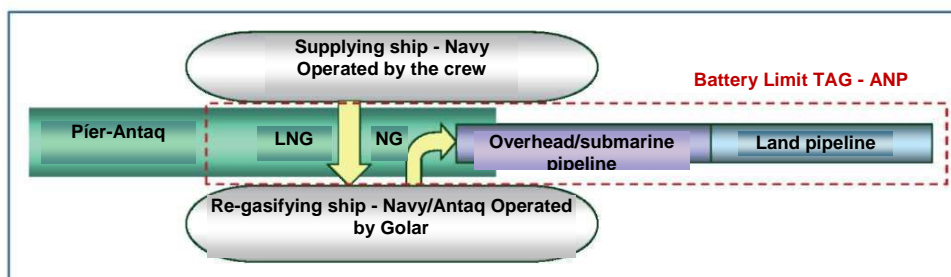 Supplying ship - Navy
Operated by the crew
Battery Limit TAG - ANP
Píer-Antaq
LNG
NG
Overhead/submarine
pipeline
Land pipeline
Re-gasifying ship - Navy/Antaq Operated
by Golar